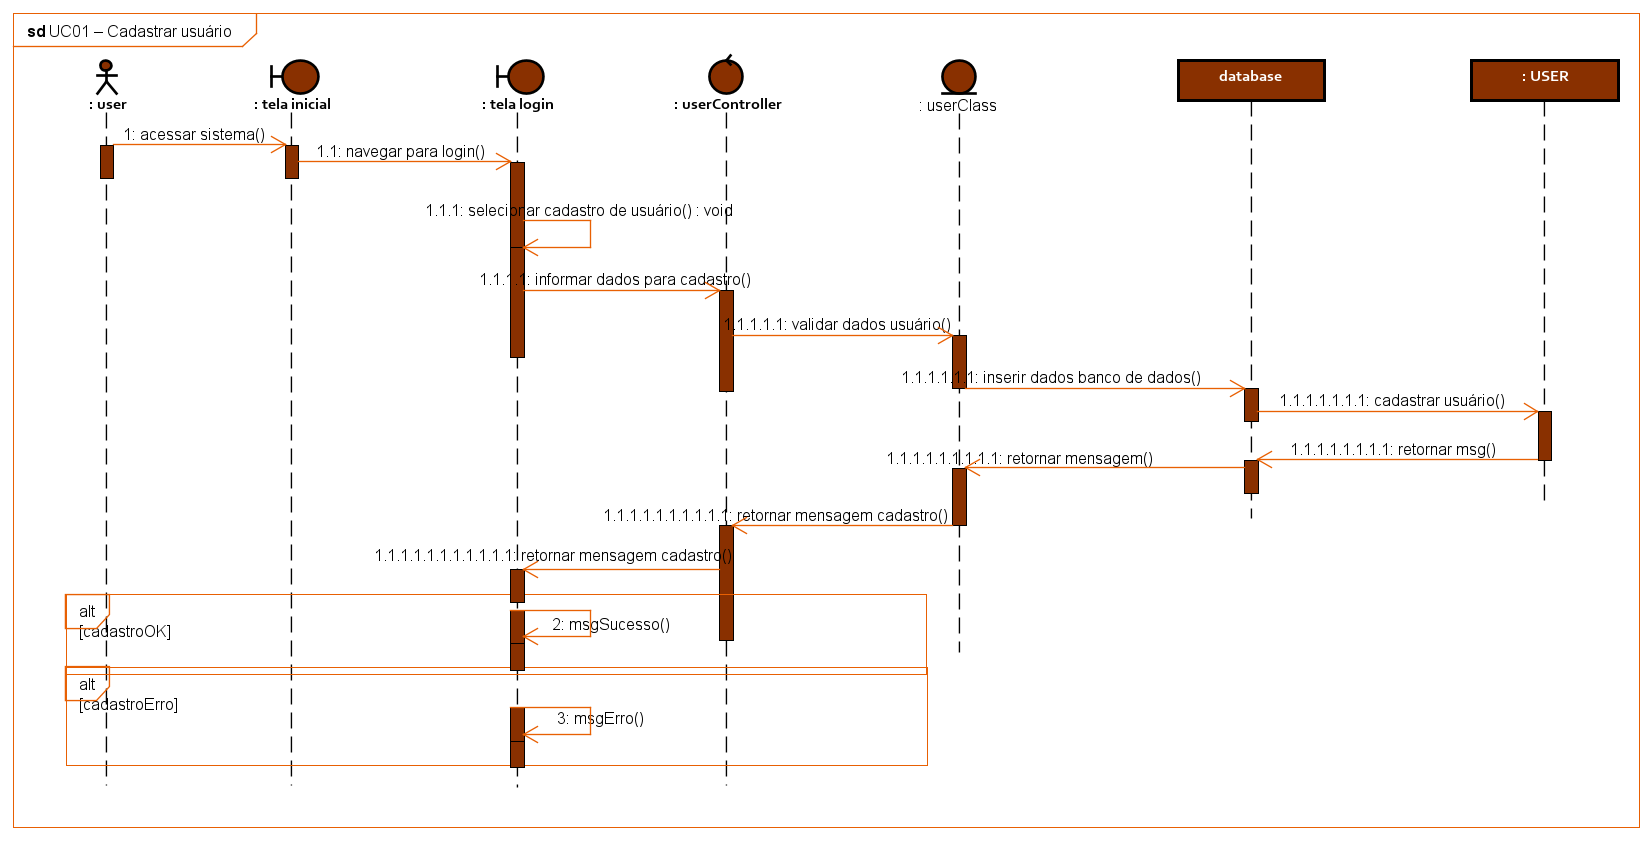 sd UC01 – Cadastrar usuário
: user
: tela inicial
: tela login
: userController
: userClass
database
: USER
1: acessar sistema()
1.1: navegar para login()
1.1.1: selecionar cadastro de usuário() : void
1.1.1.1: informar dados para cadastro()
1.1.1.1.1: validar dados usuário()
1.1.1.1.1.1: inserir dados banco de dados()
1.1.1.1.1.1.1: cadastrar usuário()
1.1.1.1.1.1.1.1: retornar msg()
1.1.1.1.1.1.1.1.1: retornar mensagem()
1.1.1.1.1.1.1.1.1.1: retornar mensagem cadastro()
1.1.1.1.1.1.1.1.1.1.1: retornar mensagem cadastro()
alt
[cadastroOK]
2: msgSucesso()
alt
[cadastroErro]
3: msgErro()